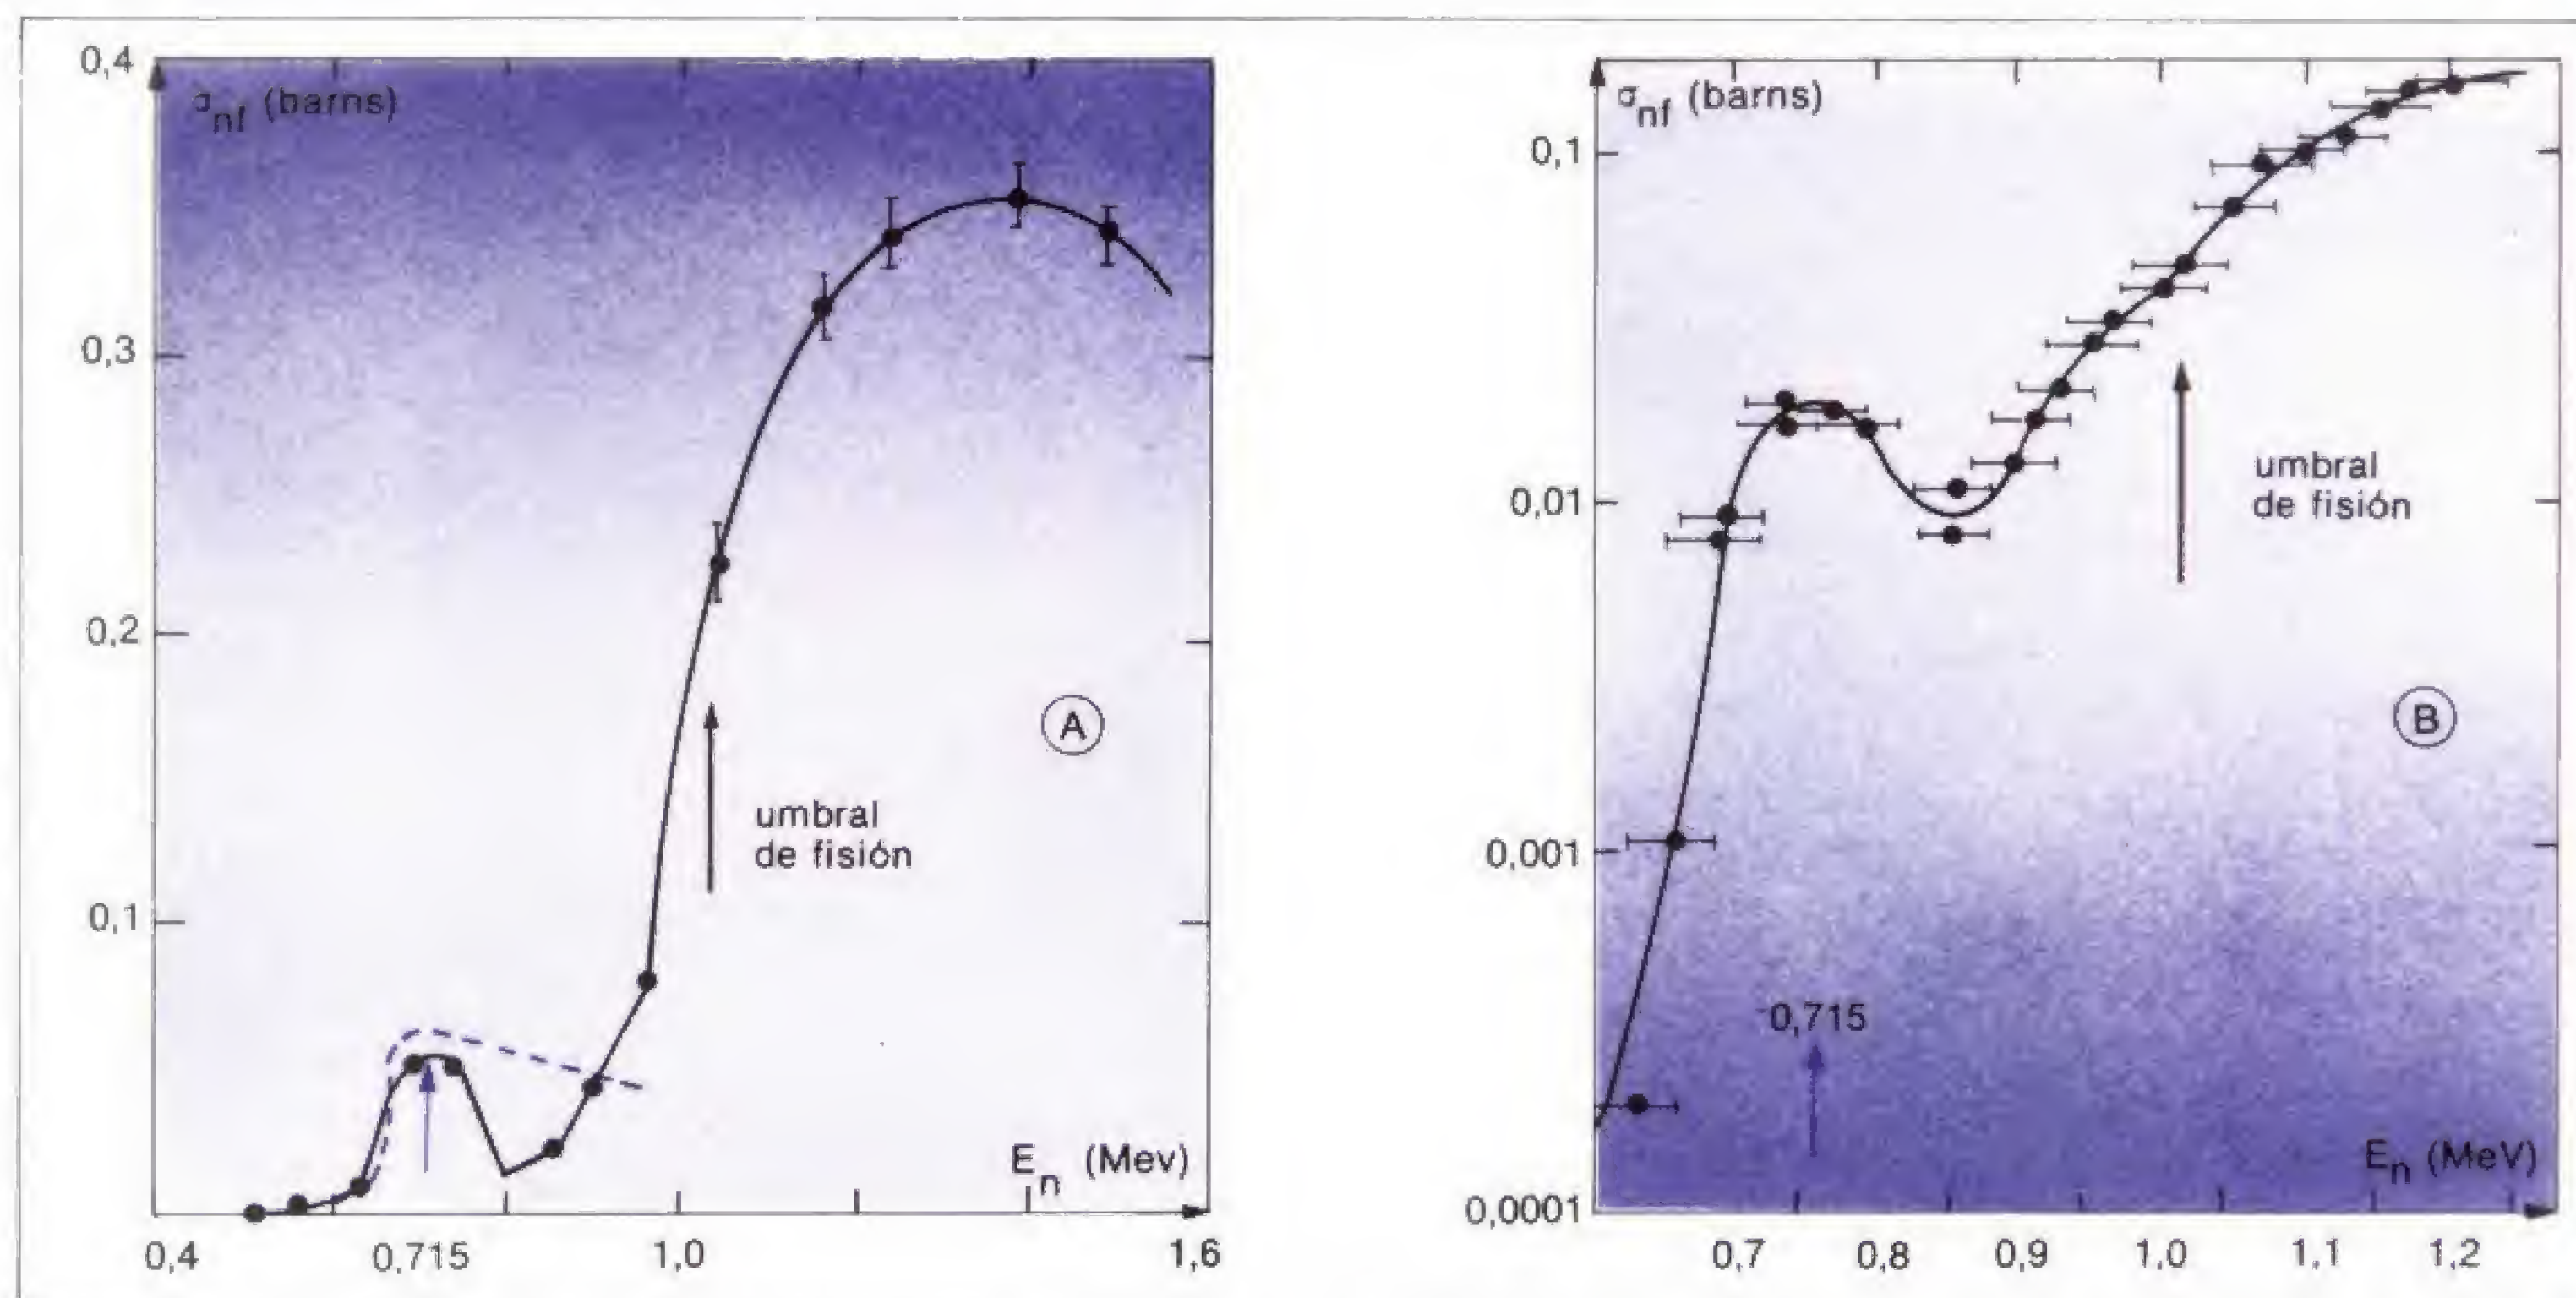 0,4
σnf (barns)
0,3
0,2
0,1
A
umbral
de fisión
En (Mev)
0,4 0,715 1,0 1,6
σnf (barns)
0,1
0,01
0,001
0,0001
umbral
de fisión
B
0,715
En (MeV)
0,7 0,8 0,9 1,0 1,1 1,2